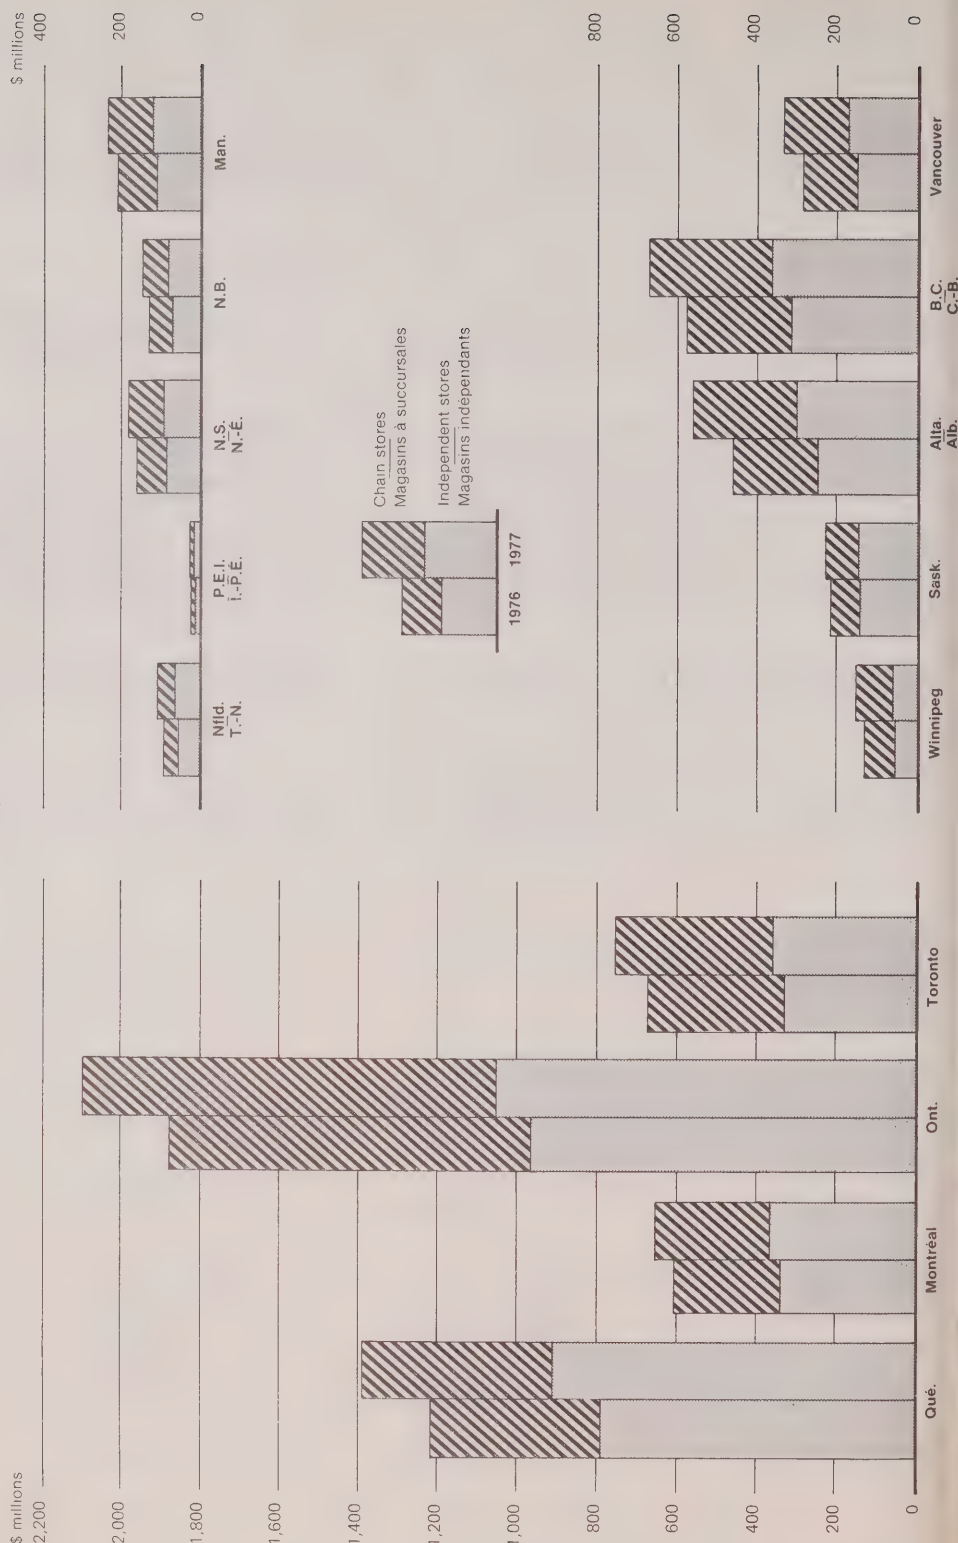 $ millions
400
200
0
Nfld.
T.-N.
P.E.I.
Î.-P.É.
N.S.
N.-É.
N.B.
Man.
Chain stores
Magasins à succursales
Independent stores
Magasins indépendants
1976 1977
$ millions
2,200
2,000
1,800
1,600
1,400
1,200
1,000
800
600
400
200
0
Qué.
Montréal
Ont.
Toronto
800
600
400
200
0
Winnipeg
Sask.
Alta.
Alb.
B.C.
C.-B.
Vancouver